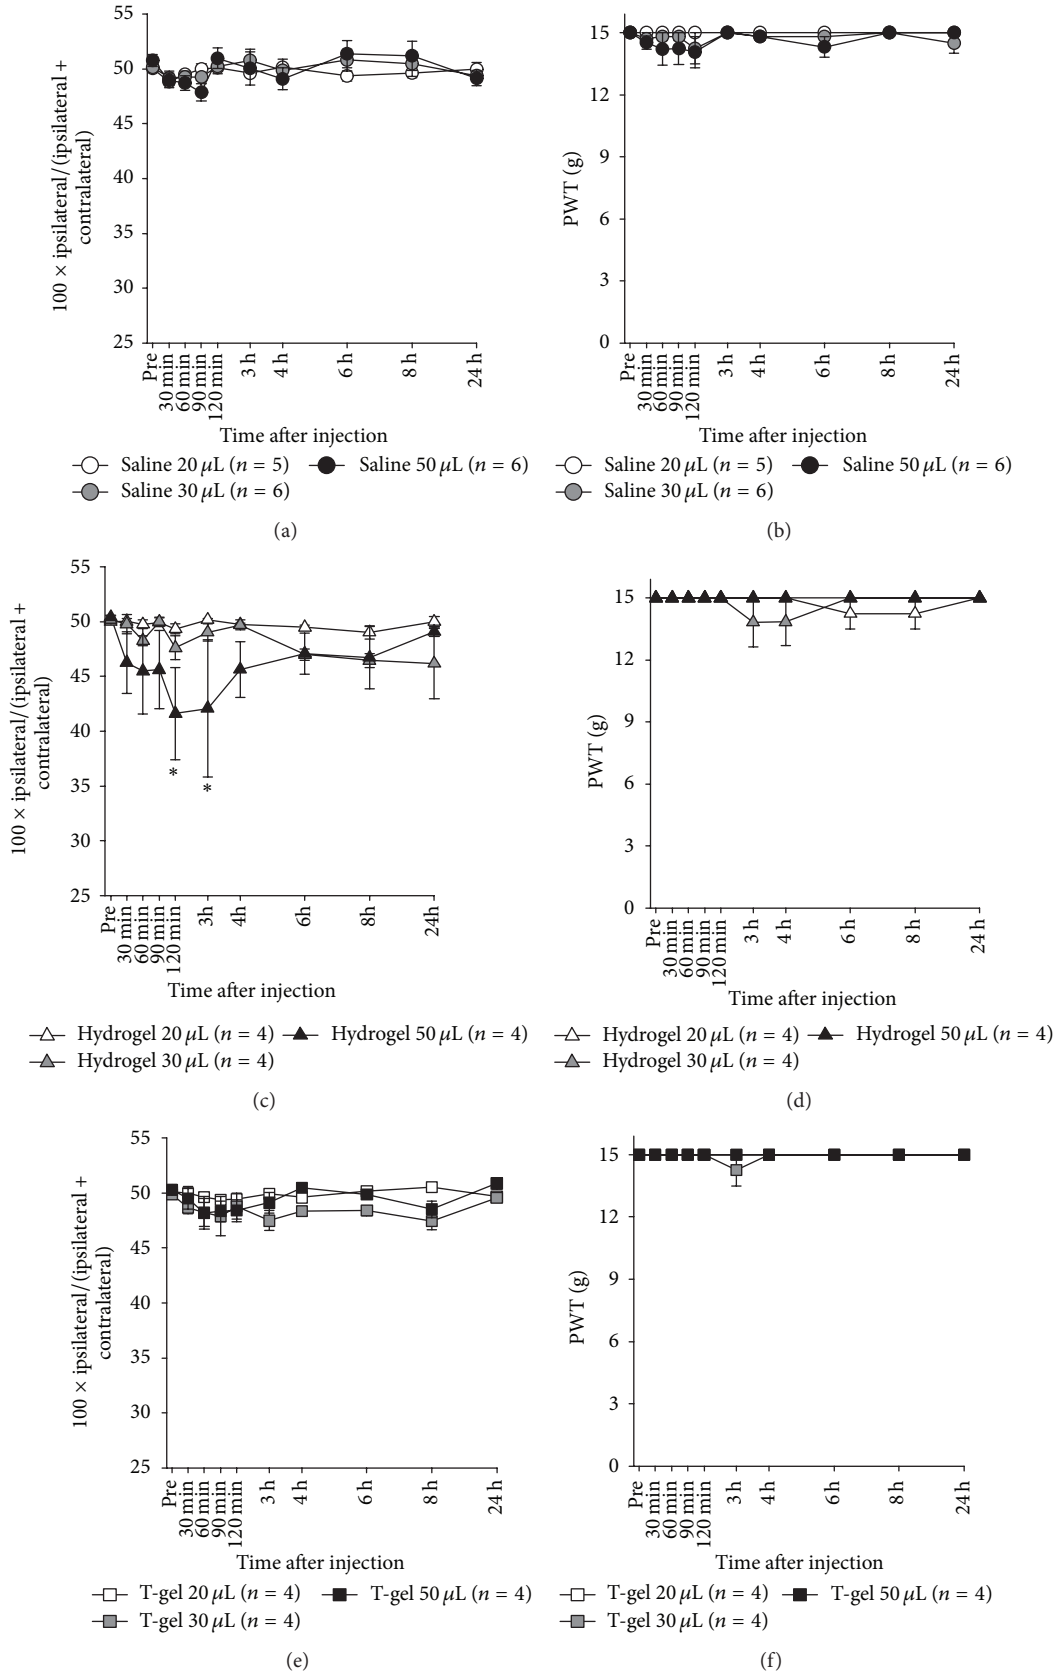 55
50
45
40
35
30
25
100 × ipsilateral/(ipsilateral +
contralateral)
Pre
30 min
60 min
90 min
120 min
3 h
4 h
6 h
8 h
24 h
Time after injection
Saline 20 μL (n = 5)
Saline 50 μL (n = 6)
Saline 30 μL (n = 6)
(a)
15
12
9
6
3
0
PWT (g)
Pre
30 min
60 min
90 min
120 min
3 h
4 h
6 h
8 h
24 h
Time after injection
Saline 20 μL (n = 5)
Saline 50 μL (n = 6)
Saline 30 μL (n = 6)
(b)
55
50
45
40
35
30
25
100 × ipsilateral/(ipsilateral +
contralateral)
*
*
Pre
30 min
60 min
90 min
120 min
3h
4h
6h
8h
24h
Time after injection
Hydrogel 20 μL (n = 4)
Hydrogel 50 μL (n = 4)
Hydrogel 30 μL (n = 4)
(c)
15
12
9
6
3
0
PWT (g)
Pre
30 min
60 min
90 min
120 min
3 h
4 h
6 h
8 h
24 h
Time after injection
Hydrogel 20 μL (n = 4)
Hydrogel 50 μL (n = 4)
Hydrogel 30 μL (n = 4)
(d)
55
50
45
40
35
30
25
100 × ipsilateral/(ipsilateral +
contralateral)
Pre
30 min
60 min
90 min
120 min
3 h
4 h
6 h
8 h
24 h
Time after injection
T-gel 20 μL (n = 4)
T-gel 50 μL (n = 4)
T-gel 30 μL (n = 4)
(e)
15
12
9
6
3
0
PWT (g)
Pre
30 min
60 min
90 min
120 min
3 h
4 h
6 h
8 h
24 h
Time after injection
T-gel 20 μL (n = 4)
T-gel 50 μL (n = 4)
T-gel 30 μL (n = 4)
(f)